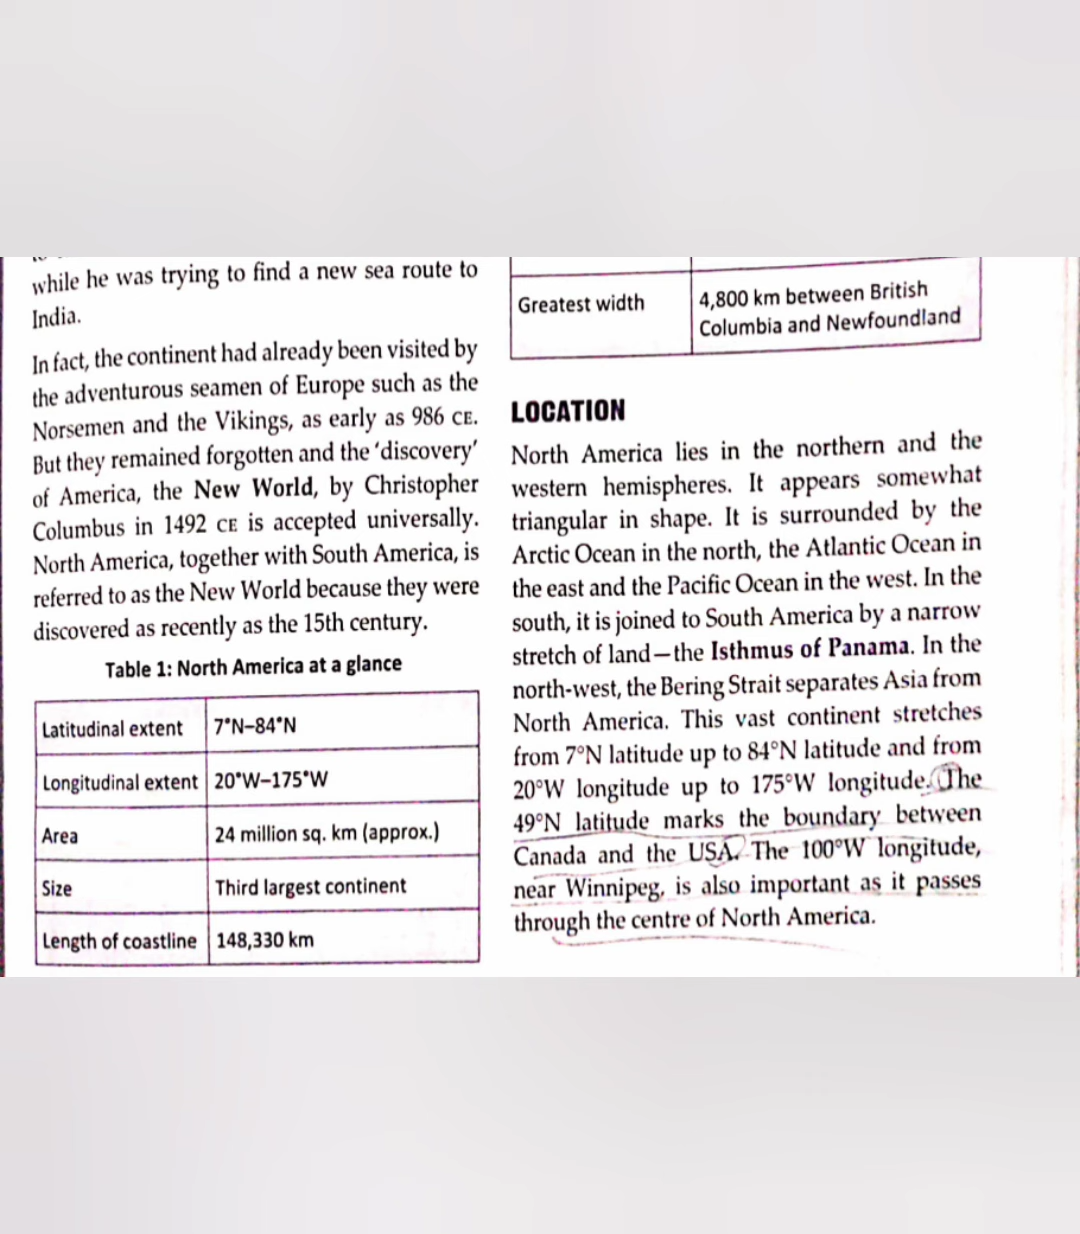 while he was trying to find a new sea route to
India.
In fact, the continent had already been visited by
the adventurous seamen of Europe such as the
Norsemen and the Vikings, as early as 986 CE.
But they remained forgotten and the ‘discovery’
of America, the New World, by Christopher
Columbus in 1492 CE is accepted universally.
North America, together with South America, is
referred to as the New World because they were
discovered as recently as the 15th century.
Table 1: North America at a glance
Latitudinal extent 7°N–84°N
Longitudinal extent 20°W–175°W
Area 24 million sq. km (approx.)
Size Third largest continent
Length of coastline 148,330 km
Greatest width 4,800 km between British
Columbia and Newfoundland
LOCATION
North America lies in the northern and the
western hemispheres. It appears somewhat
triangular in shape. It is surrounded by the
Arctic Ocean in the north, the Atlantic Ocean in
the east and the Pacific Ocean in the west. In the
south, it is joined to South America by a narrow
stretch of land—the Isthmus of Panama. In the
north-west, the Bering Strait separates Asia from
North America. This vast continent stretches
from 7°N latitude up to 84°N latitude and from
20°W longitude up to 175°W longitude. The
49°N latitude marks the boundary between
Canada and the USA. The 100°W longitude,
near Winnipeg, is also important as it passes
through the centre of North America.